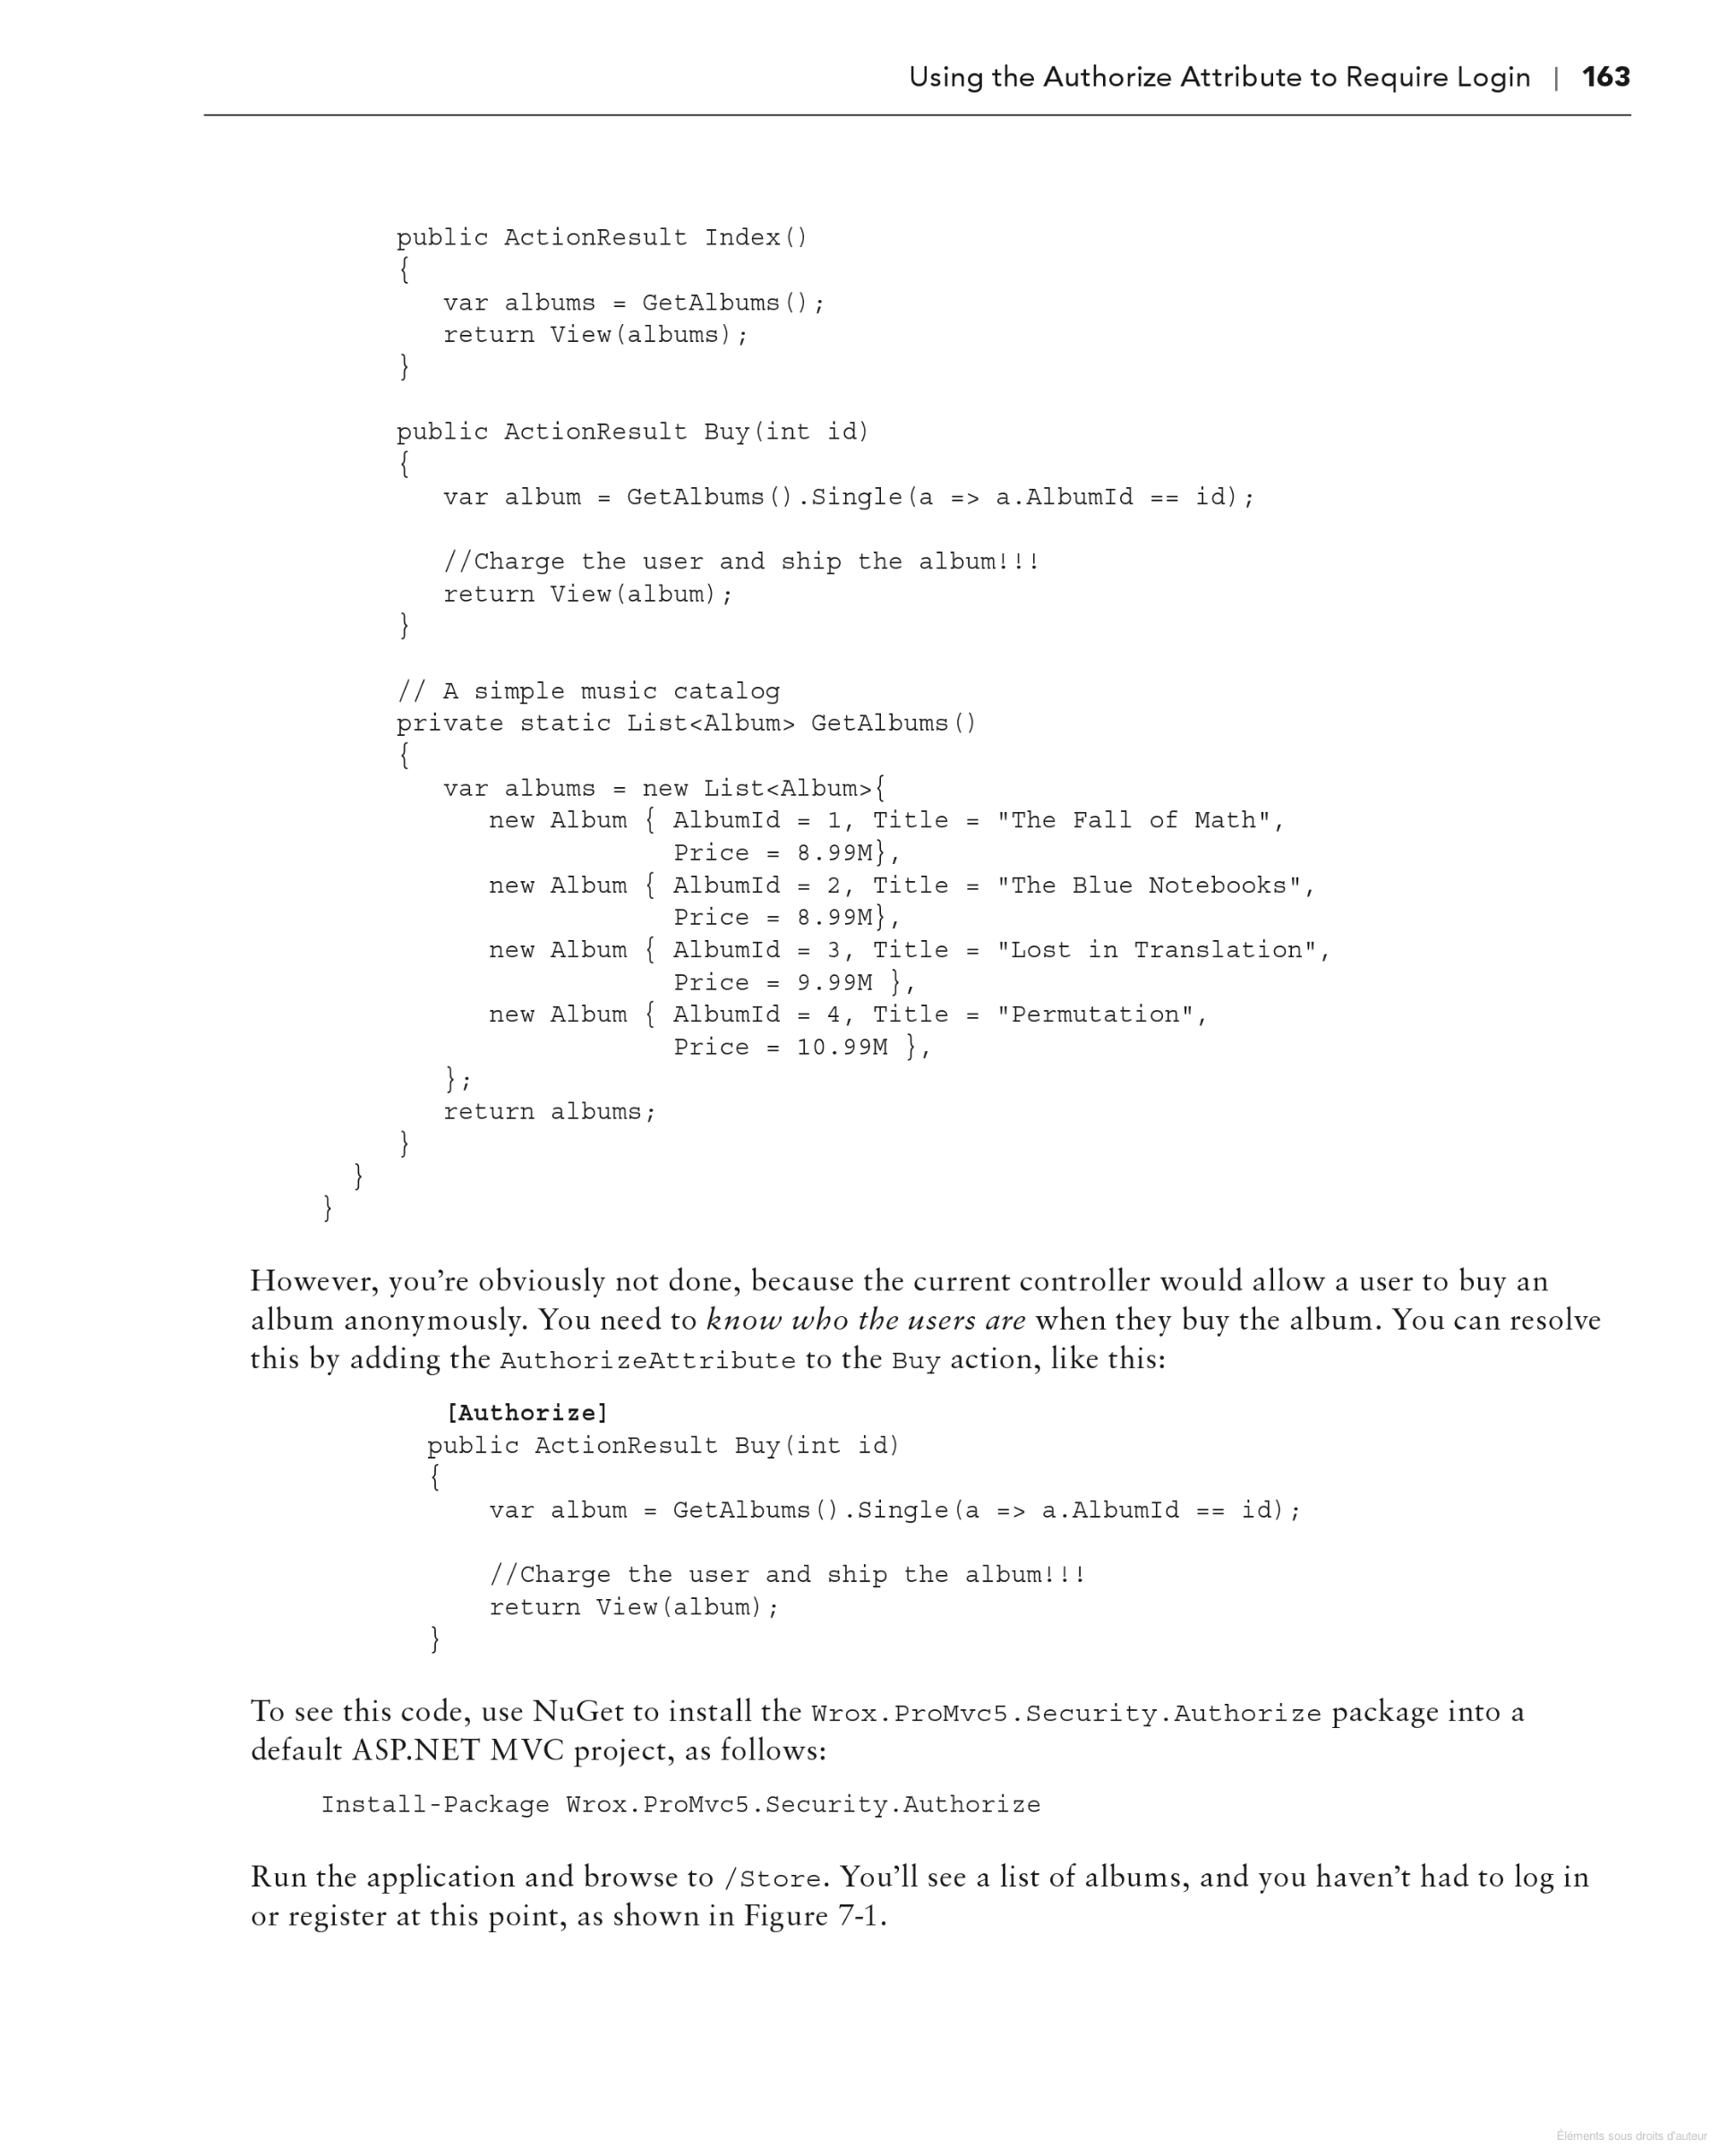 Using the Authorize Attribute to Require Login | 163
public ActionResult Index()
{
   var albums = GetAlbums();
   return View(albums);
}
public ActionResult Buy(int id)
{
   var album = GetAlbums().Single(a => a.AlbumId == id);
   //Charge the user and ship the album!!!
   return View(album);
}
// A simple music catalog
private static List<Album> GetAlbums()
{
   var albums = new List<Album>{
      new Album { AlbumId = 1, Title = "The Fall of Math",
                  Price = 8.99M},
      new Album { AlbumId = 2, Title = "The Blue Notebooks",
                  Price = 8.99M},
      new Album { AlbumId = 3, Title = "Lost in Translation",
                  Price = 9.99M },
      new Album { AlbumId = 4, Title = "Permutation",
                  Price = 10.99M },
   };
   return albums;
}
}
}
However, you’re obviously not done, because the current controller would allow a user to buy an
album anonymously. You need to know who the users are when they buy the album. You can resolve
this by adding the AuthorizeAttribute to the Buy action, like this:
[Authorize]
public ActionResult Buy(int id)
{
    var album = GetAlbums().Single(a => a.AlbumId == id);
    //Charge the user and ship the album!!!
    return View(album);
}
To see this code, use NuGet to install the Wrox.ProMvc5.Security.Authorize package into a
default ASP.NET MVC project, as follows:
Install-Package Wrox.ProMvc5.Security.Authorize
Run the application and browse to /Store. You’ll see a list of albums, and you haven’t had to log in
or register at this point, as shown in Figure 7-1.
Éléments sous droits d'auteur